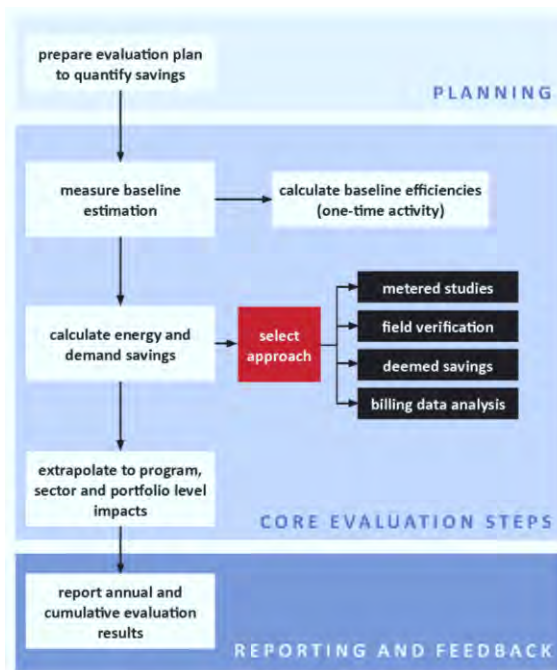 prepare evaluation plan
to quantify savings
PLANNING
measure baseline
estimation
calculate baseline efficiencies
(one-time activity)
calculate energy and
demand savings
select
approach
metered studies
field verification
deemed savings
billing data analysis
extrapolate to program,
sector and portfolio level
impacts
CORE EVALUATION STEPS
report annual and
cumulative evaluation
results
REPORTING AND FEEDBACK